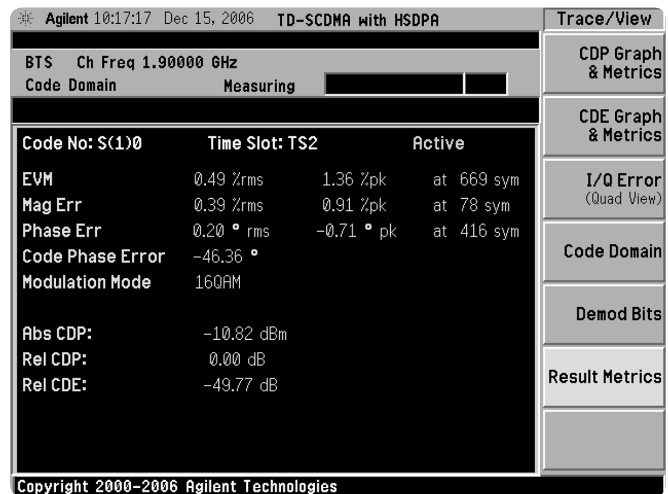 Agilent 10:17:17 Dec 15, 2006 TD-SCDMA with HSDPA
Trace/View
BTS Ch Freq 1.90000 GHz
Code Domain Measuring
Code No: S(1)0 Time Slot: TS2 Active
EVM 0.49 %rms 1.36 %pk at 669 sym
Mag Err 0.39 %rms 0.91 %pk at 78 sym
Phase Err 0.20 ° rms -0.71 ° pk at 416 sym
Code Phase Error -46.36 °
Modulation Mode 16QAM
Abs CDP: -10.82 dBm
Rel CDP: 0.00 dB
Rel CDE: -49.77 dB
CDP Graph
& Metrics
CDE Graph
& Metrics
I/Q Error
(Quad View)
Code Domain
Demod Bits
Result Metrics
Copyright 2000-2006 Agilent Technologies